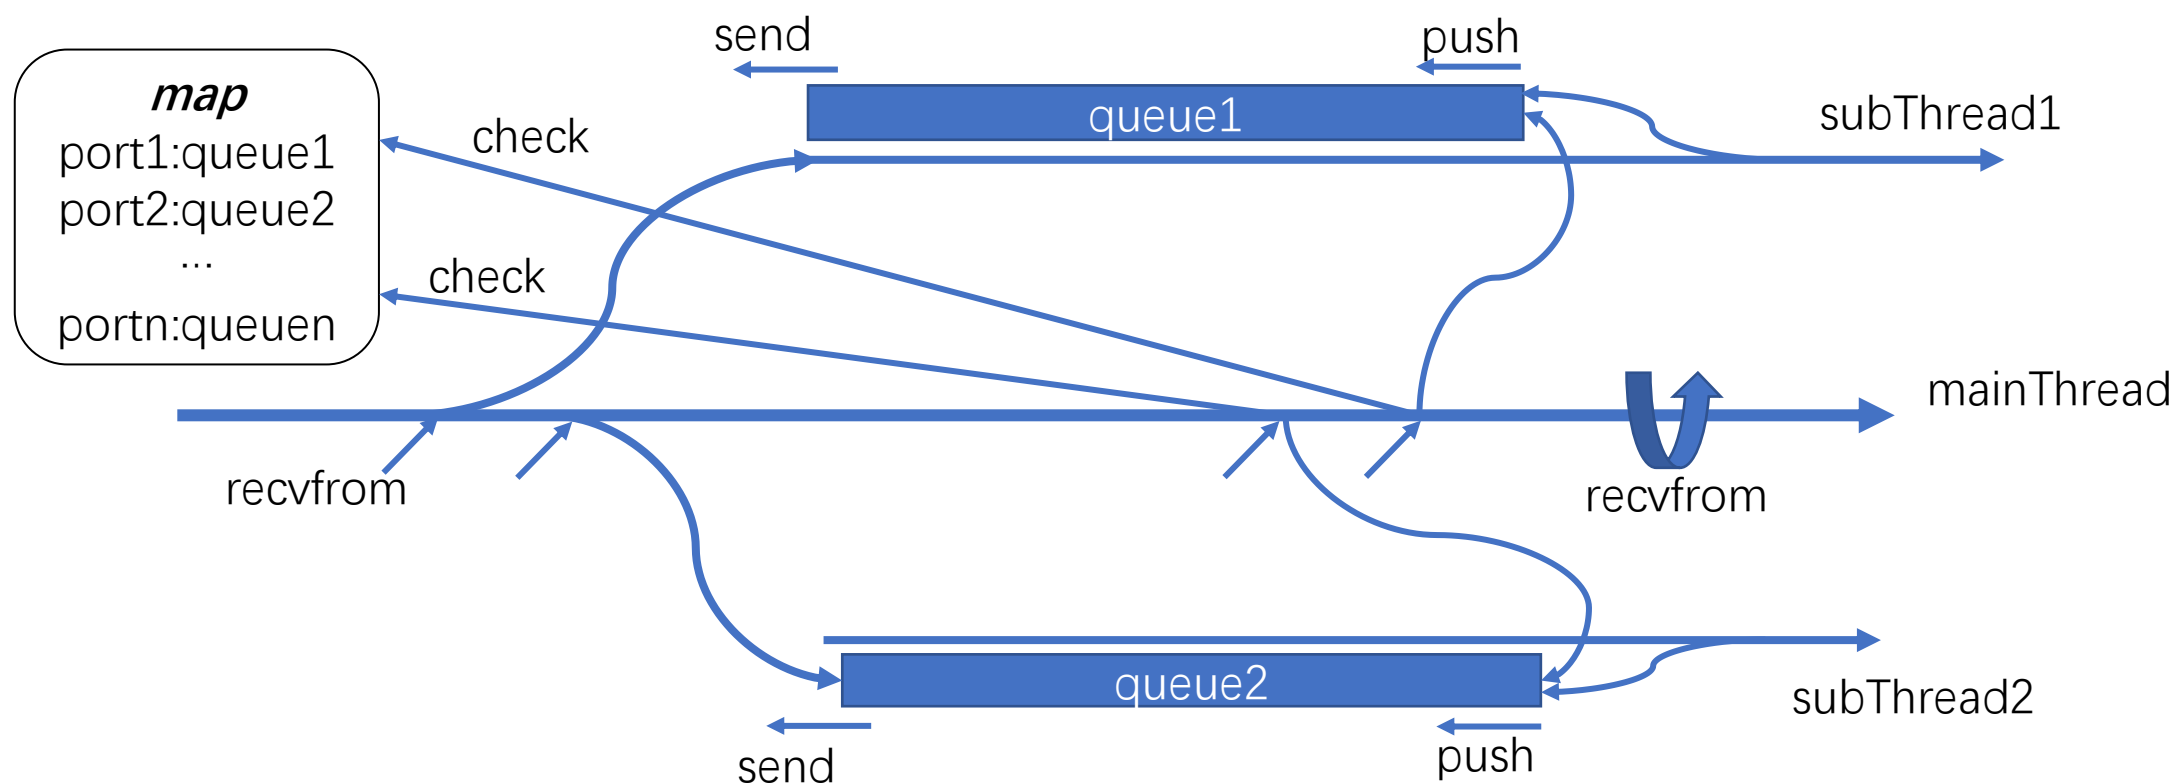 send
push
map
port1:queue1
port2:queue2
...
portn:queuen
check
check
queue1
subThread1
mainThread
recvfrom
recvfrom
queue2
subThread2
send
push